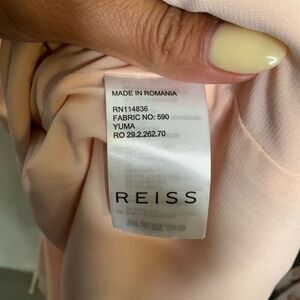 MADE IN ROMANIA
RN114836
FABRIC NO: 590
YUMA
RO 29.2.262.70
REISS